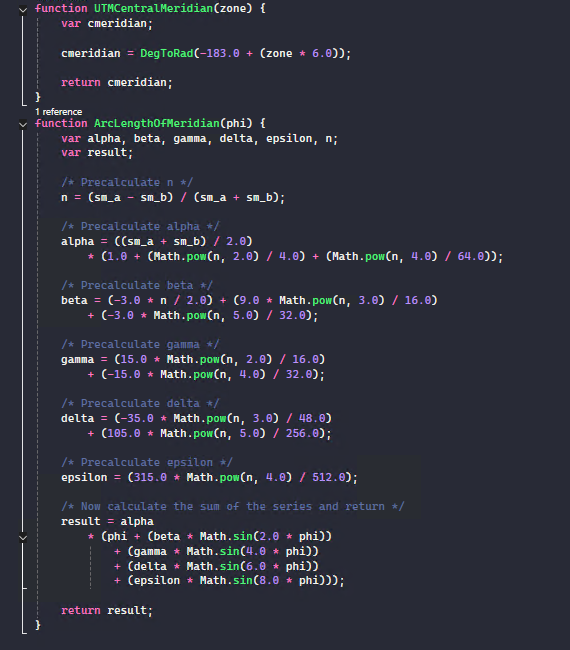 function UTMCentralMeridian(zone) {
var cmeridian;
cmeridian = DegToRad(-183.0 + (zone * 6.0));
return cmeridian;
}
1 reference
function ArcLengthOfMeridian(phi) {
var alpha, beta, gamma, delta, epsilon, n;
var result;
/* Precalculate n */
n = (sm_a - sm_b) / (sm_a + sm_b);
/* Precalculate alpha */
alpha = ((sm_a + sm_b) / 2.0)
* (1.0 + (Math.pow(n, 2.0) / 4.0) + (Math.pow(n, 4.0) / 64.0));
/* Precalculate beta */
beta = (-3.0 * n / 2.0) + (9.0 * Math.pow(n, 3.0) / 16.0)
+ (-3.0 * Math.pow(n, 5.0) / 32.0);
/* Precalculate gamma */
gamma = (15.0 * Math.pow(n, 2.0) / 16.0)
+ (-15.0 * Math.pow(n, 4.0) / 32.0);
/* Precalculate delta */
delta = (-35.0 * Math.pow(n, 3.0) / 48.0)
+ (105.0 * Math.pow(n, 5.0) / 256.0);
/* Precalculate epsilon */
epsilon = (315.0 * Math.pow(n, 4.0) / 512.0);
/* Now calculate the sum of the series and return */
result = alpha
* (phi + (beta * Math.sin(2.0 * phi))
+ (gamma * Math.sin(4.0 * phi))
+ (delta * Math.sin(6.0 * phi))
+ (epsilon * Math.sin(8.0 * phi)));
return result;
}